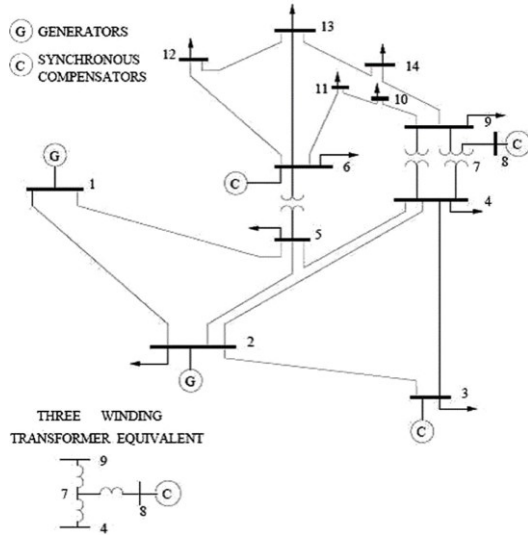 G GENERATORS
C SYNCHRONOUS
COMPENSATORS
13
12
14
11
10
9
C
8
7
G
1
C
6
4
5
2
G
3
C
THREE WINDING
TRANSFORMER EQUIVALENT
9
7
C
8
4